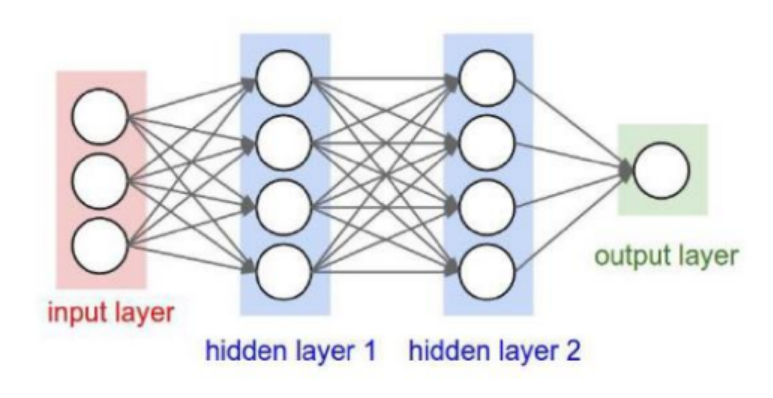 input layer
hidden layer 1
hidden layer 2
output layer